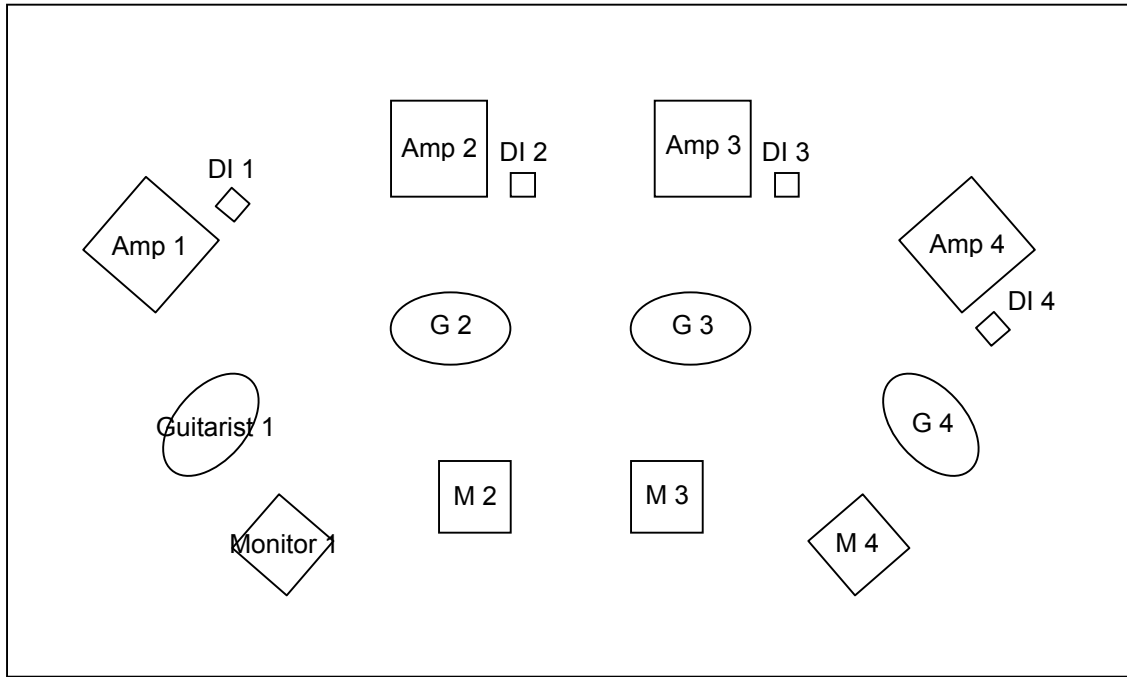 Amp 2
Amp 3
DI 2
DI 3
DI 1
Amp 1
Amp 4
DI 4
G 2
G 3
Guitarist 1
G 4
M 2
M 3
Monitor 1
M 4